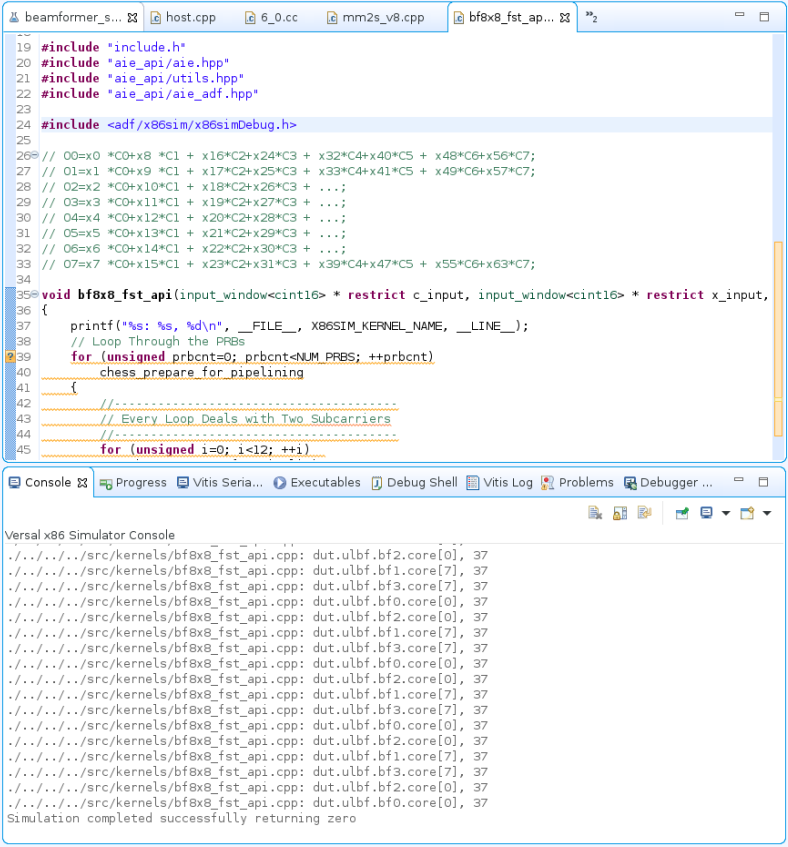 beamformer_s... host.cpp 6_0.cc mm2s_v8.cpp bf8x8_fst_ap... »2
19 #include "include.h"
20 #include "aie_api/aie.hpp"
21 #include "aie_api/utils.hpp"
22 #include "aie_api/aie_adf.hpp"
23
24 #include <adf/x86sim/x86simDebug.h>
25
26 // O0=x0 *C0+x8 *C1 + x16*C2+x24*C3 + x32*C4+x40*C5 + x48*C6+x56*C7;
27 // O1=x1 *C0+x9 *C1 + x17*C2+x25*C3 + x33*C4+x41*C5 + x49*C6+x57*C7;
28 // O2=x2 *C0+x10*C1 + x18*C2+x26*C3 + ...;
29 // O3=x3 *C0+x11*C1 + x19*C2+x27*C3 + ...;
30 // O4=x4 *C0+x12*C1 + x20*C2+x28*C3 + ...;
31 // O5=x5 *C0+x13*C1 + x21*C2+x29*C3 + ...;
32 // O6=x6 *C0+x14*C1 + x22*C2+x30*C3 + ...;
33 // O7=x7 *C0+x15*C1 + x23*C2+x31*C3 + x39*C4+x47*C5 + x55*C6+x63*C7;
34
35 void bf8x8_fst_api(input_window<cint16> * restrict c_input, input_window<cint16> * restrict x_input,
36 {
37 printf("%s: %s, %d\n", __FILE__, X86SIM_KERNEL_NAME, __LINE__);
38 // Loop Through the PRBs
39 for (unsigned prbcnt=0; prbcnt<NUM_PRBS; ++prbcnt)
40 chess_prepare_for_pipelining
41 {
42 //---------------------------------------
43 // Every Loop Deals with Two Subcarriers
44 //---------------------------------------
45 for (unsigned i=0; i<12; ++i)
Console Progress Vitis Seria... Executables Debug Shell Vitis Log Problems Debugger ...
Versal x86 Simulator Console
./../../../src/kernels/bf8x8_fst_api.cpp: dut.ulbf.bf2.core[0], 37
./../../../src/kernels/bf8x8_fst_api.cpp: dut.ulbf.bf1.core[7], 37
./../../../src/kernels/bf8x8_fst_api.cpp: dut.ulbf.bf3.core[7], 37
./../../../src/kernels/bf8x8_fst_api.cpp: dut.ulbf.bf0.core[0], 37
./../../../src/kernels/bf8x8_fst_api.cpp: dut.ulbf.bf2.core[0], 37
./../../../src/kernels/bf8x8_fst_api.cpp: dut.ulbf.bf1.core[7], 37
./../../../src/kernels/bf8x8_fst_api.cpp: dut.ulbf.bf3.core[7], 37
./../../../src/kernels/bf8x8_fst_api.cpp: dut.ulbf.bf0.core[0], 37
./../../../src/kernels/bf8x8_fst_api.cpp: dut.ulbf.bf2.core[0], 37
./../../../src/kernels/bf8x8_fst_api.cpp: dut.ulbf.bf1.core[7], 37
./../../../src/kernels/bf8x8_fst_api.cpp: dut.ulbf.bf3.core[7], 37
./../../../src/kernels/bf8x8_fst_api.cpp: dut.ulbf.bf0.core[0], 37
./../../../src/kernels/bf8x8_fst_api.cpp: dut.ulbf.bf2.core[0], 37
./../../../src/kernels/bf8x8_fst_api.cpp: dut.ulbf.bf1.core[7], 37
./../../../src/kernels/bf8x8_fst_api.cpp: dut.ulbf.bf3.core[7], 37
./../../../src/kernels/bf8x8_fst_api.cpp: dut.ulbf.bf2.core[0], 37
./../../../src/kernels/bf8x8_fst_api.cpp: dut.ulbf.bf0.core[0], 37
Simulation completed successfully returning zero